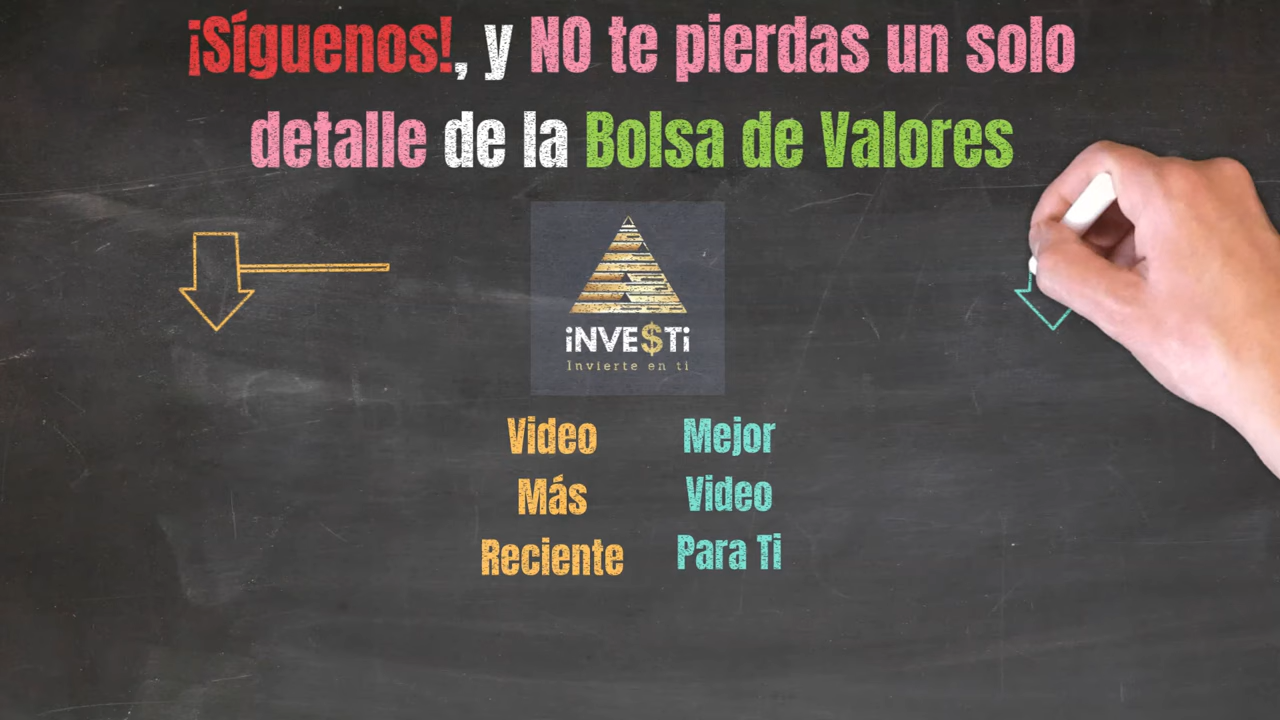 ¡Síguenos!, y NO te pierdas un solo
detalle de la Bolsa de Valores
iNVE$Ti
Invierte en ti
Video
Más
Reciente
Mejor
Video
Para Ti